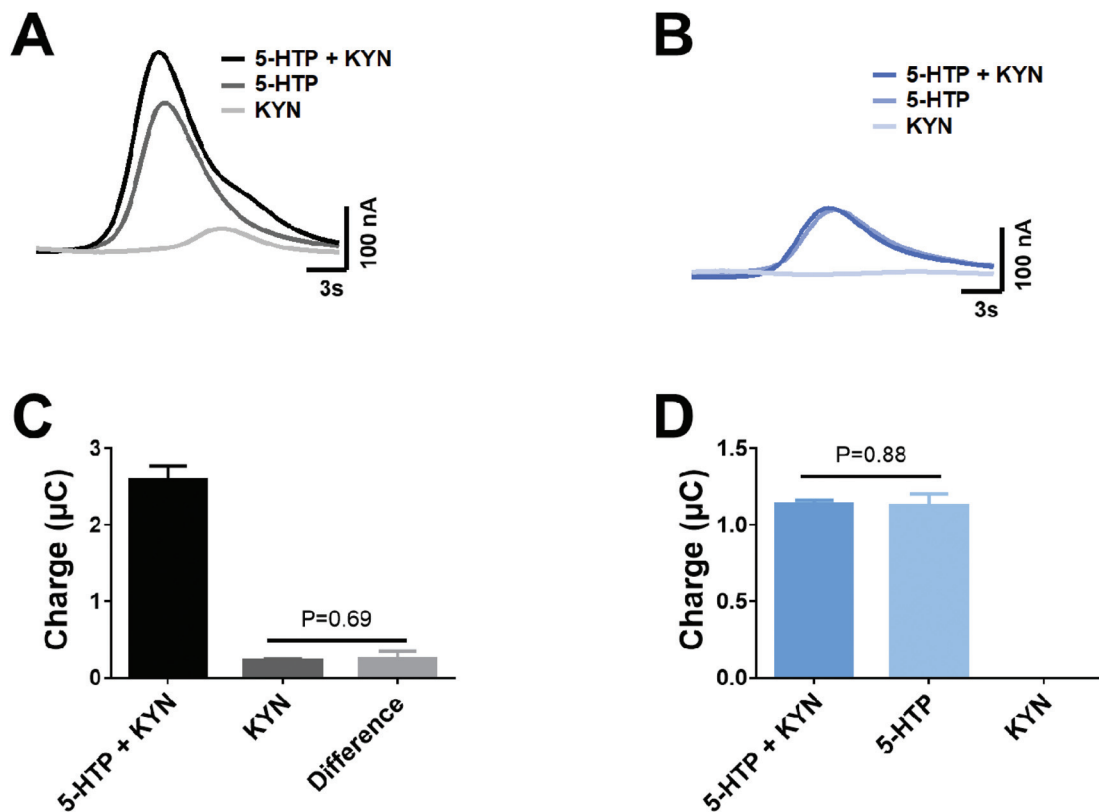 A
5-HTP + KYN
5-HTP
KYN
100 nA
3s
B
5-HTP + KYN
5-HTP
KYN
100 nA
3s
C
Charge (µC)
3
2
1
0
P=0.69
5-HTP + KYN
KYN
Difference
D
Charge (µC)
1.5
1.0
0.5
0.0
P=0.88
5-HTP + KYN
5-HTP
KYN